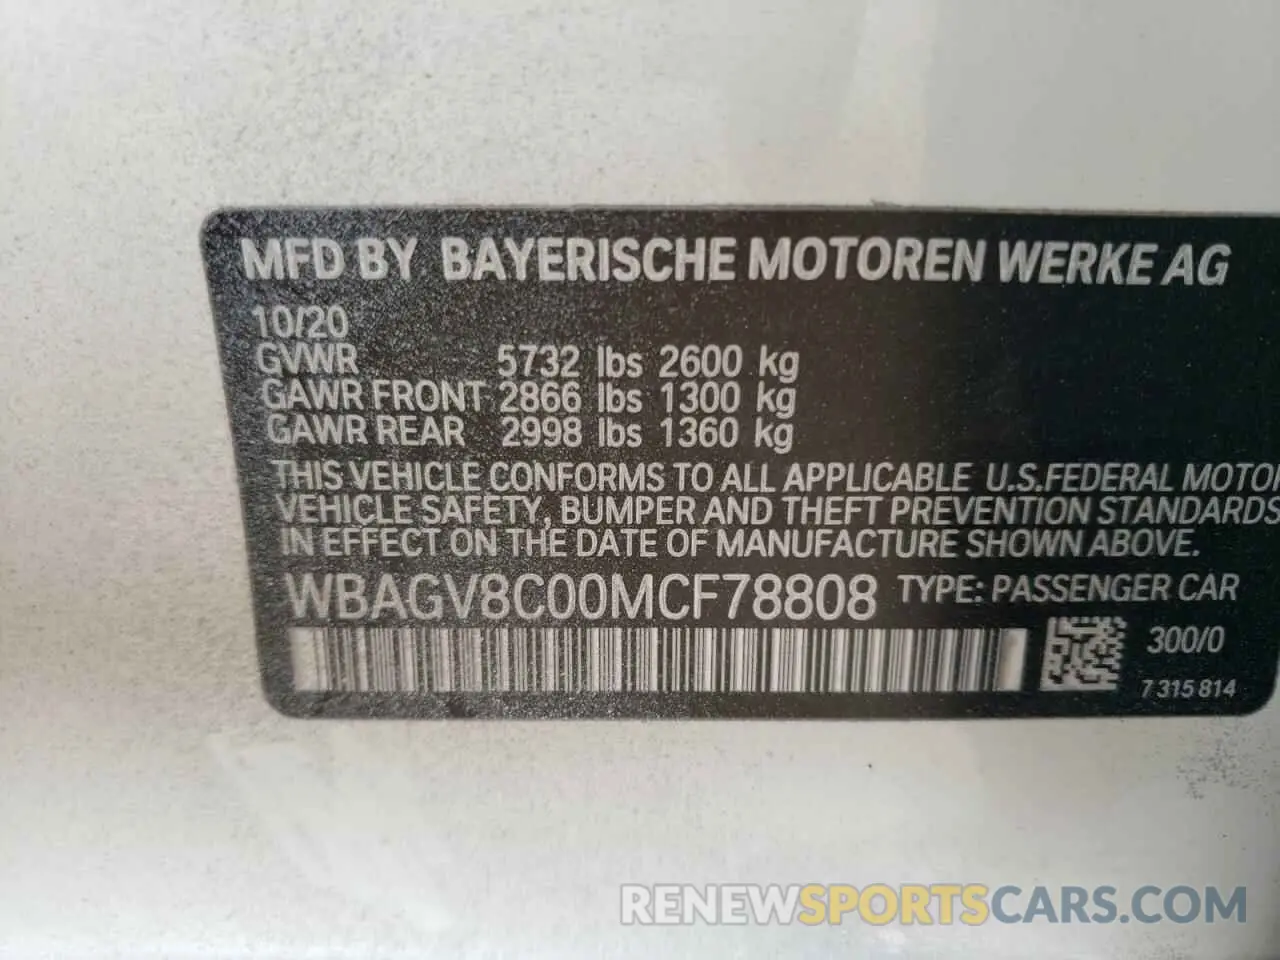 MFD BY BAYERISCHE MOTOREN WERKE AG
10/20
GVWR 5732 lbs 2600 kg
GAWR FRONT 2866 lbs 1300 kg
GAWR REAR 2998 lbs 1360 kg
THIS VEHICLE CONFORMS TO ALL APPLICABLE U.S.FEDERAL MOTOR
VEHICLE SAFETY, BUMPER AND THEFT PREVENTION STANDARDS
IN EFFECT ON THE DATE OF MANUFACTURE SHOWN ABOVE.
WBAGV8C00MCF78808 TYPE: PASSENGER CAR
300/0
7 315 814
RENEWSPORTSCARS.COM